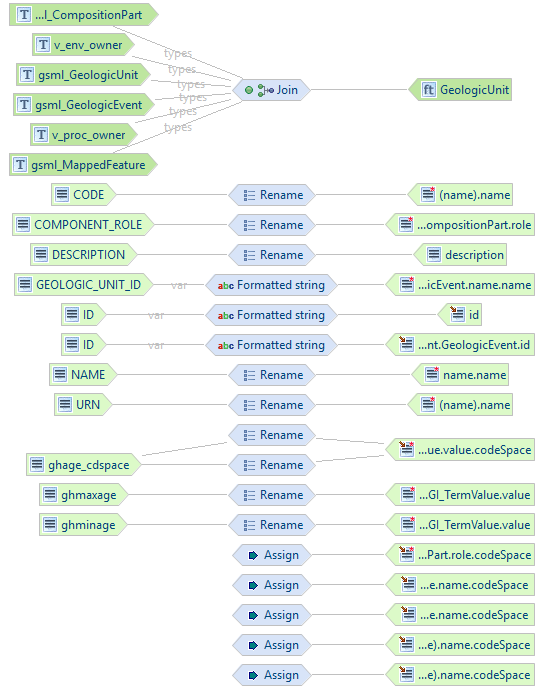 T ...l_CompositionPart
types
T v_env_owner
types
T gsml_GeologicUnit
types
Join
ft GeologicUnit
T gsml_GeologicEvent
types
T v_proc_owner
types
T gsml_MappedFeature
CODE Rename (name).name
COMPONENT_ROLE Rename ...ompositionPart.role
DESCRIPTION Rename description
GEOLOGIC_UNIT_ID var abc Formatted string ...icEvent.name.name
ID var abc Formatted string id
ID var abc Formatted string ...nt.GeologicEvent.id
NAME Rename name.name
URN Rename (name).name
Rename
ghage_cdspace ...ue.value.codeSpace
Rename
ghmaxage Rename ...GI_TermValue.value
ghminage Rename ...GI_TermValue.value
Assign ...Part.role.codeSpace
Assign ...e.name.codeSpace
Assign ...e.name.codeSpace
Assign ...e).name.codeSpace
Assign ...e).name.codeSpace